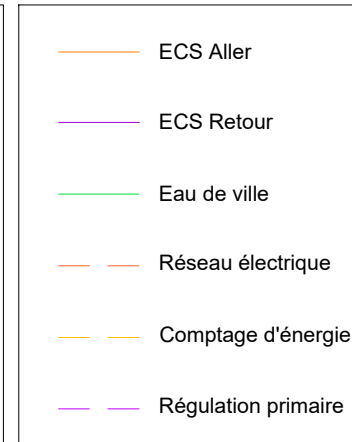 ECS Aller
ECS Retour
Eau de ville
Réseau électrique
Comptage d'énergie
Régulation primaire